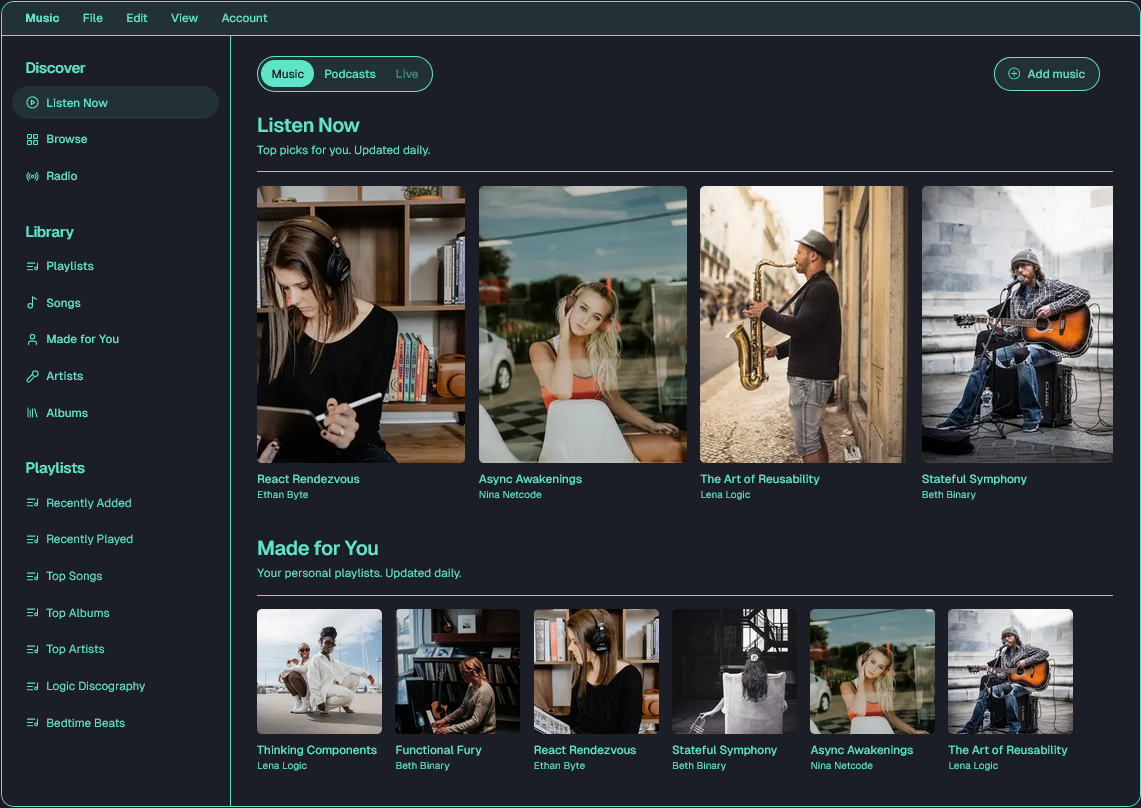 Music File Edit View Account
Discover
Listen Now
Browse
Radio
Library
Playlists
Songs
Made for You
Artists
Albums
Playlists
Recently Added
Recently Played
Top Songs
Top Albums
Top Artists
Logic Discography
Bedtime Beats
Music Podcasts Live
Add music
Listen Now
Top picks for you. Updated daily.
React Rendezvous
Ethan Byte
Async Awakenings
Nina Netcode
The Art of Reusability
Lena Logic
Stateful Symphony
Beth Binary
Made for You
Your personal playlists. Updated daily.
Thinking Components
Lena Logic
Functional Fury
Beth Binary
React Rendezvous
Ethan Byte
Stateful Symphony
Beth Binary
Async Awakenings
Nina Netcode
The Art of Reusability
Lena Logic